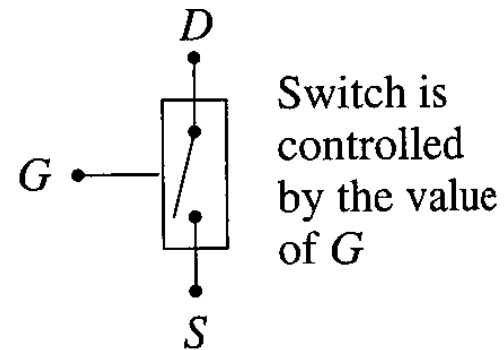 D
Switch is
controlled
G
by the value
of G
S